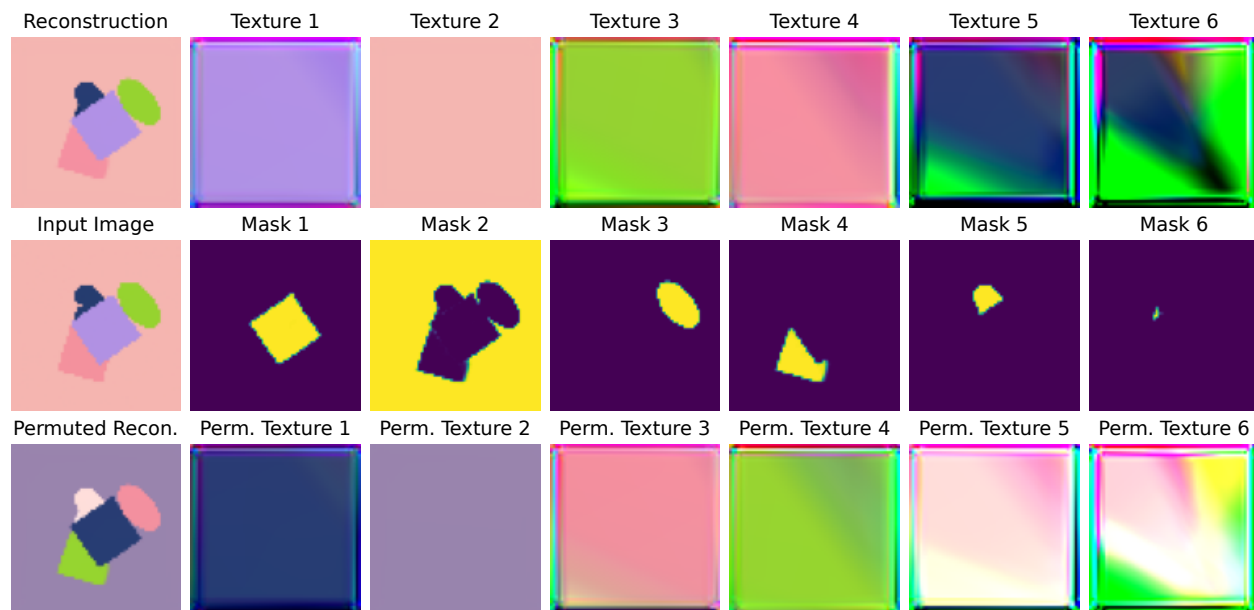 Reconstruction Texture 1 Texture 2 Texture 3 Texture 4 Texture 5 Texture 6
Input Image Mask 1 Mask 2 Mask 3 Mask 4 Mask 5 Mask 6
Permuted Recon. Perm. Texture 1 Perm. Texture 2 Perm. Texture 3 Perm. Texture 4 Perm. Texture 5 Perm. Texture 6